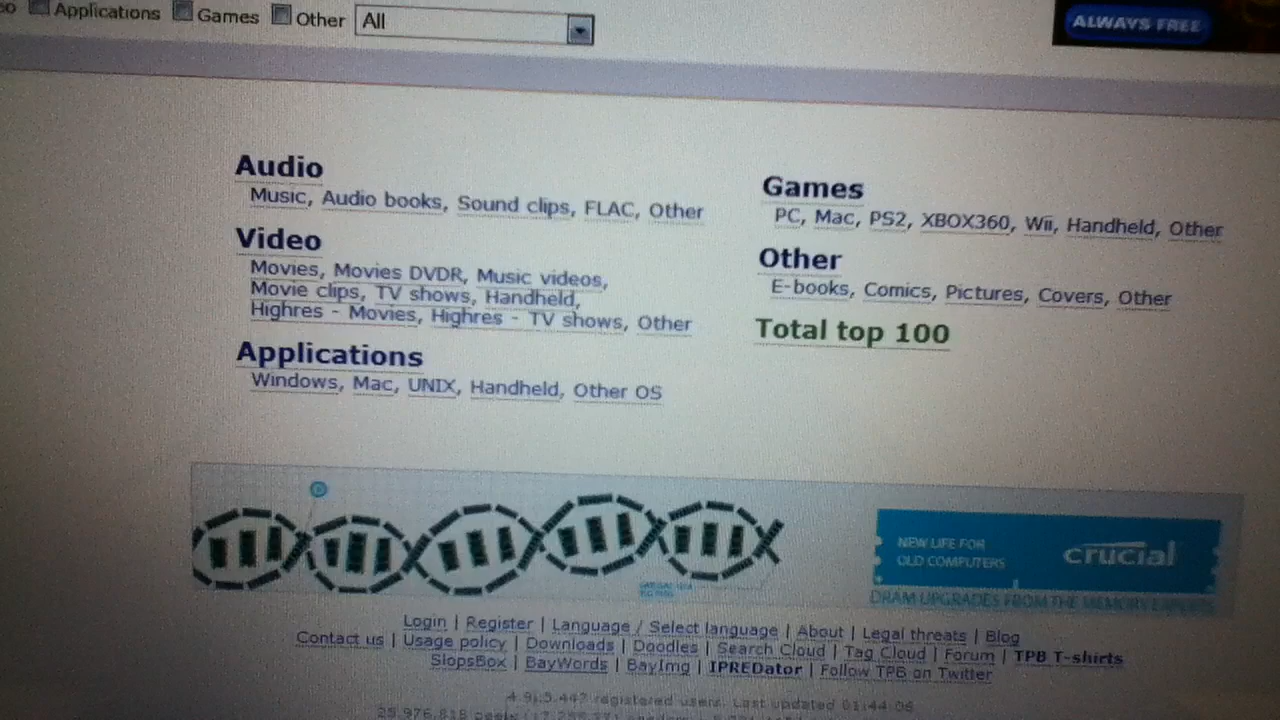 Applications Games Other All
ALWAYS FREE
Audio
Music, Audio books, Sound clips, FLAC, Other
Video
Movies, Movies DVDR, Music videos,
Movie clips, TV shows, Handheld,
Highres - Movies, Highres - TV shows, Other
Applications
Windows, Mac, UNIX, Handheld, Other OS
Games
PC, Mac, PS2, XBOX360, Wii, Handheld, Other
Other
E-books, Comics, Pictures, Covers, Other
Total top 100
NEW LIFE FOR
OLD COMPUTERS
crucial
DRAM UPGRADES FROM THE MEMORY EXPERTS
Login | Register | Language / Select language | About | Legal threats | Blog
Contact us | Usage policy | Downloads | Doodles | Search Cloud | Tag Cloud | Forum | TPB T-shirts
SlopsBox | BayWords | BayImg | IPREDator | Follow TPB on Twitter
registered users. Last updated 01:44:06